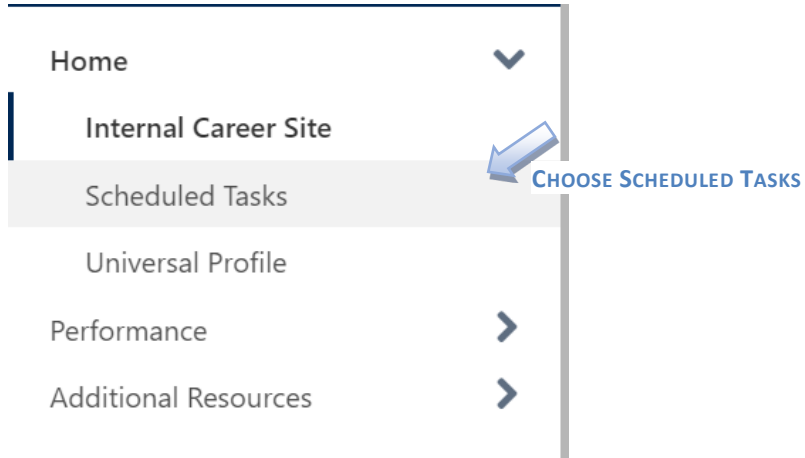 Home
Internal Career Site
Scheduled Tasks
CHOOSE SCHEDULED TASKS
Universal Profile
Performance
Additional Resources